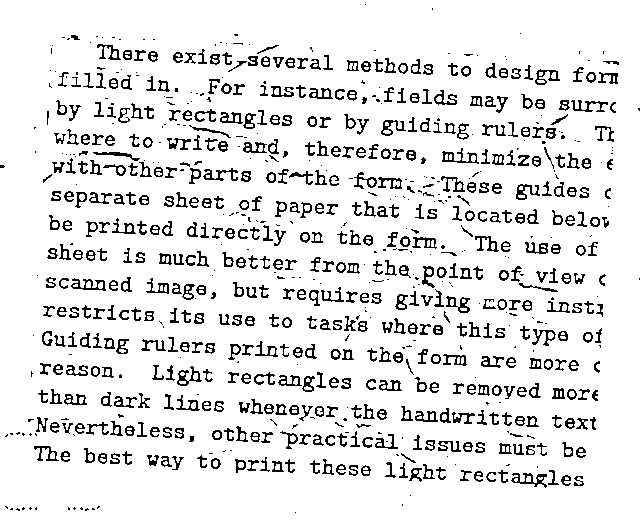 There exist several methods to design form
filled in. For instance, fields may be surro
by light rectangles or by guiding rulers. Th
where to write and, therefore, minimize the e
with other parts of the form. These guides c
separate sheet of paper that is located below
be printed directly on the form. The use of
sheet is much better from the point of view o
scanned image, but requires giving more instr
restricts its use to tasks where this type of
Guiding rulers printed on the form are more c
reason. Light rectangles can be removed more
than dark lines whenever the handwritten text
Nevertheless, other practical issues must be
The best way to print these light rectangles